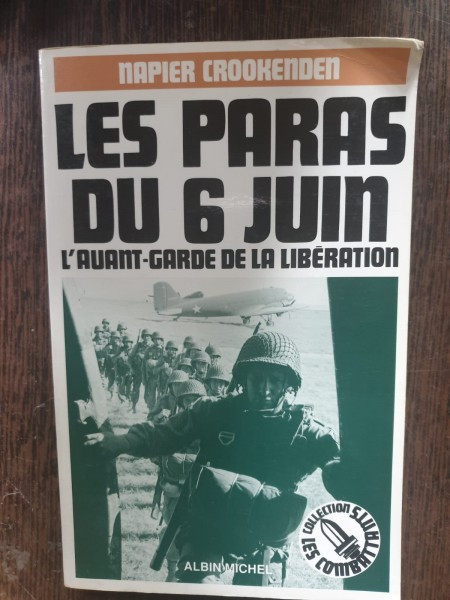 NAPIER CROOKENDEN
LES PARAS
DU 6 JUIN
L'AVANT-GARDE DE LA LIBÉRATION
COLLECTION
LES COMBATTANTS
ALBIN MICHEL